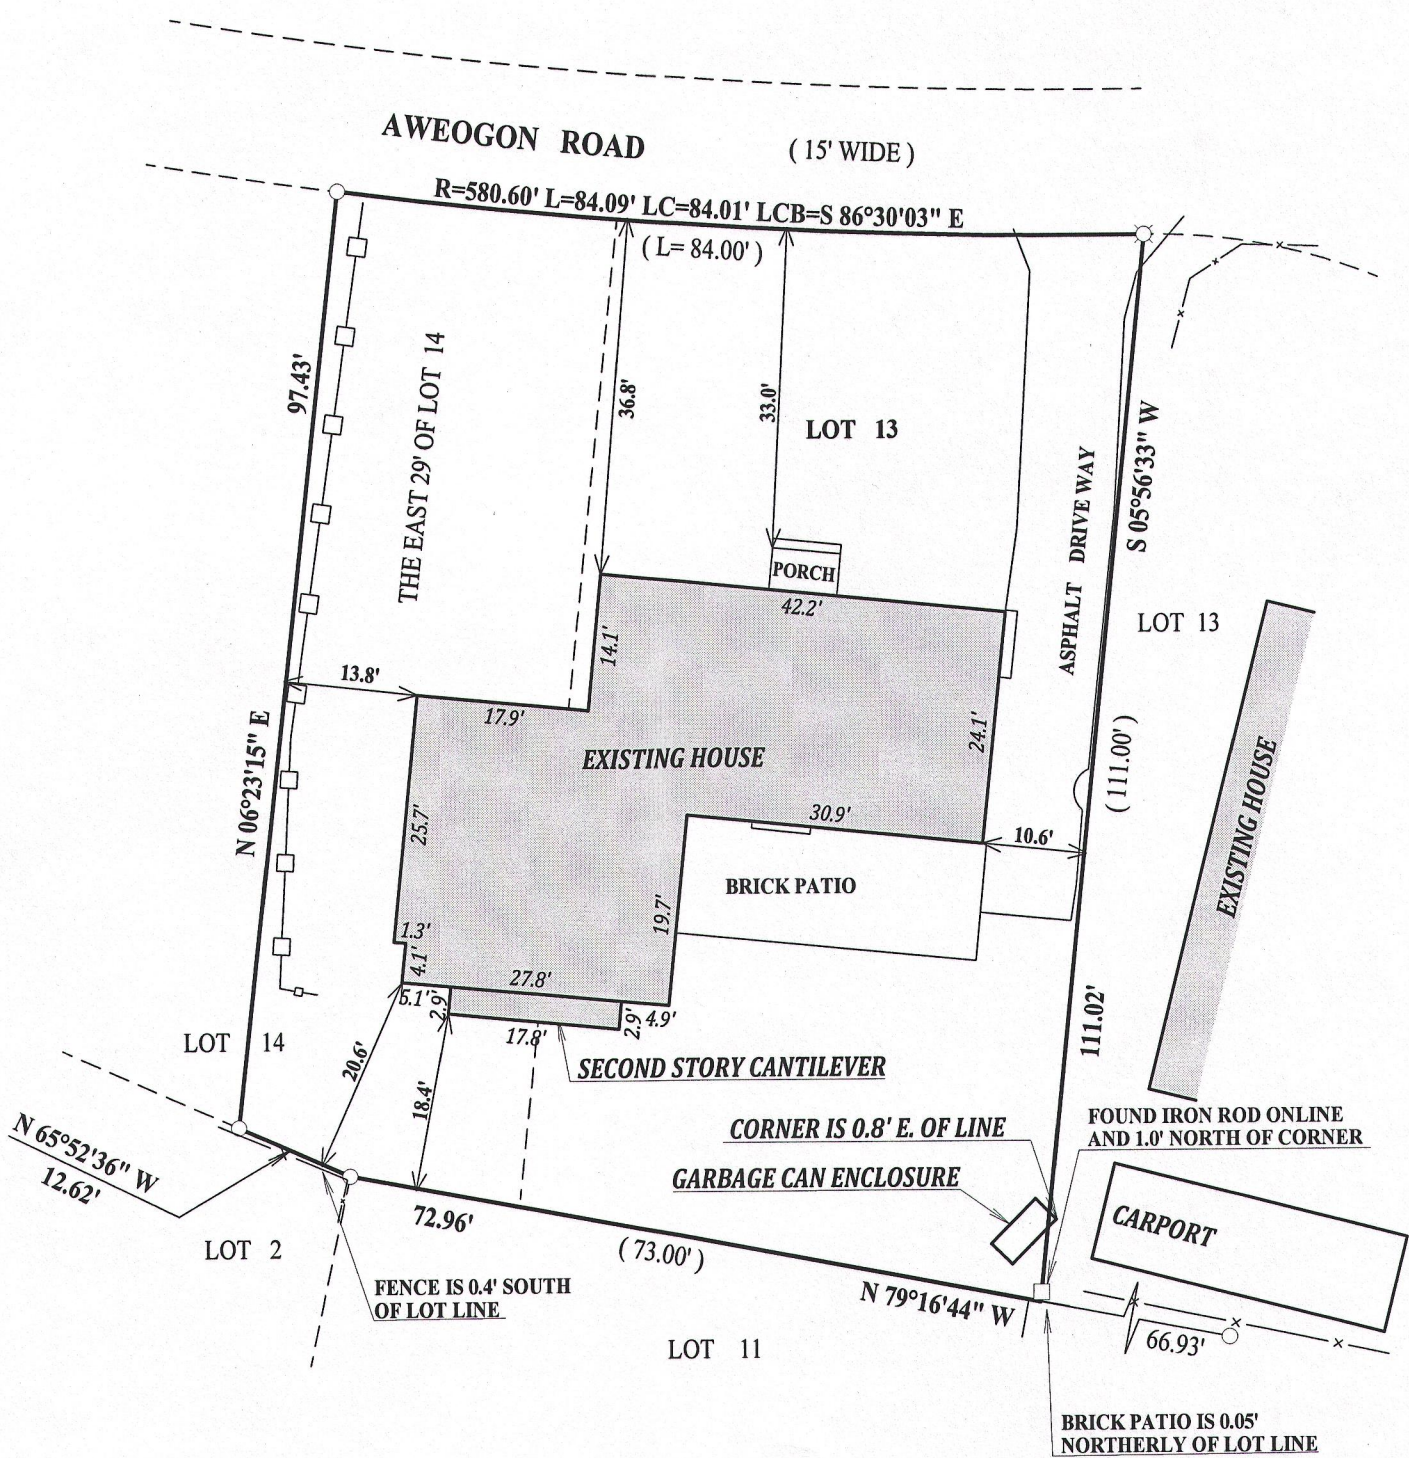 AWEOGON ROAD
( 15' WIDE )
R=580.60' L=84.09' LC=84.01' LCB=S 86°30'03" E
( L= 84.00' )
97.43'
THE EAST 29' OF LOT 14
36.8'
33.0'
LOT 13
S 05°56'33" W
ASPHALT DRIVE WAY
PORCH
42.2'
14.1'
LOT 13
13.8'
17.9'
24.1'
(111.00')
N 06°23'15" E
EXISTING HOUSE
EXISTING HOUSE
25.7'
30.9'
10.6'
BRICK PATIO
19.7'
1.3'
4.1'
27.8'
5.1'
2.9'
2.9'
4.9'
17.8'
111.02'
LOT 14
20.6'
18.4'
SECOND STORY CANTILEVER
N 65°52'36" W
12.62'
CORNER IS 0.8' E. OF LINE
FOUND IRON ROD ONLINE
AND 1.0' NORTH OF CORNER
GARBAGE CAN ENCLOSURE
CARPORT
72.96'
( 73.00' )
LOT 2
FENCE IS 0.4' SOUTH
OF LOT LINE
N 79°16'44" W
66.93'
LOT 11
BRICK PATIO IS 0.05'
NORTHERLY OF LOT LINE